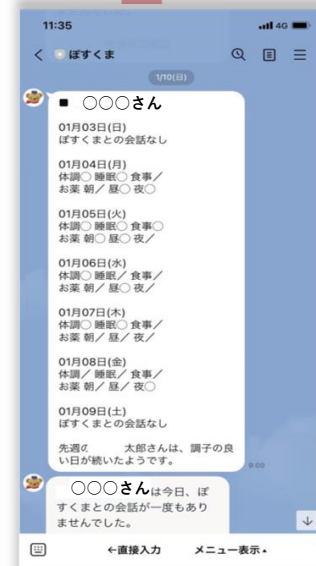 11:35
4G
ぽすくま
1/10(日)
■ ○○○さん
01月03日(日)
ぽすくまとの会話なし
01月04日(月)
体調○ 睡眠○ 食事／
お薬 朝／ 昼○ 夜○
01月05日(火)
体調○ 睡眠○ 食事○
お薬 朝○ 昼○ 夜／
01月06日(水)
体調○ 睡眠／ 食事／
お薬 朝／ 昼○ 夜／
01月07日(木)
体調○ 睡眠○ 食事／
お薬 朝／ 昼／ 夜／
01月08日(金)
体調／ 睡眠／ 食事／
お薬 朝／ 昼／ 夜○
01月09日(土)
ぽすくまとの会話なし
先週の 太郎さんは、調子の良
い日が続いたようです。
9:00
○○○さんは今日、ぽ
すくまとの会話が一度もあり
ませんでした。
←直接入力 メニュー表示▲